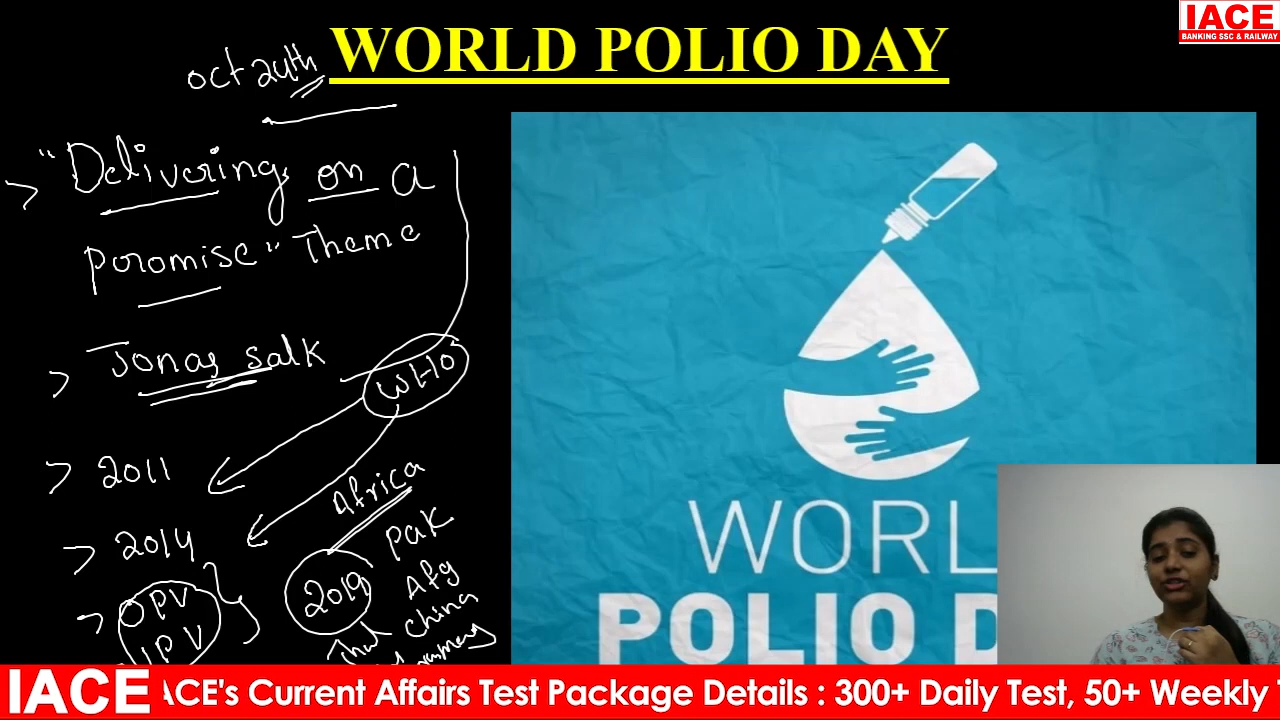 WORLD POLIO DAY
IACE
BANKING SSC & RAILWAY
oct 24th
> "Delivering on a
Poromise" Theme
> Jonas Salk
WHO
> 2011
Africa
> 2014
Pak
> OPV
IPV
2019
Afg
China
WORL
POLIO D
IACE
ACE's Current Affairs Test Package Details : 300+ Daily Test, 50+ Weekly